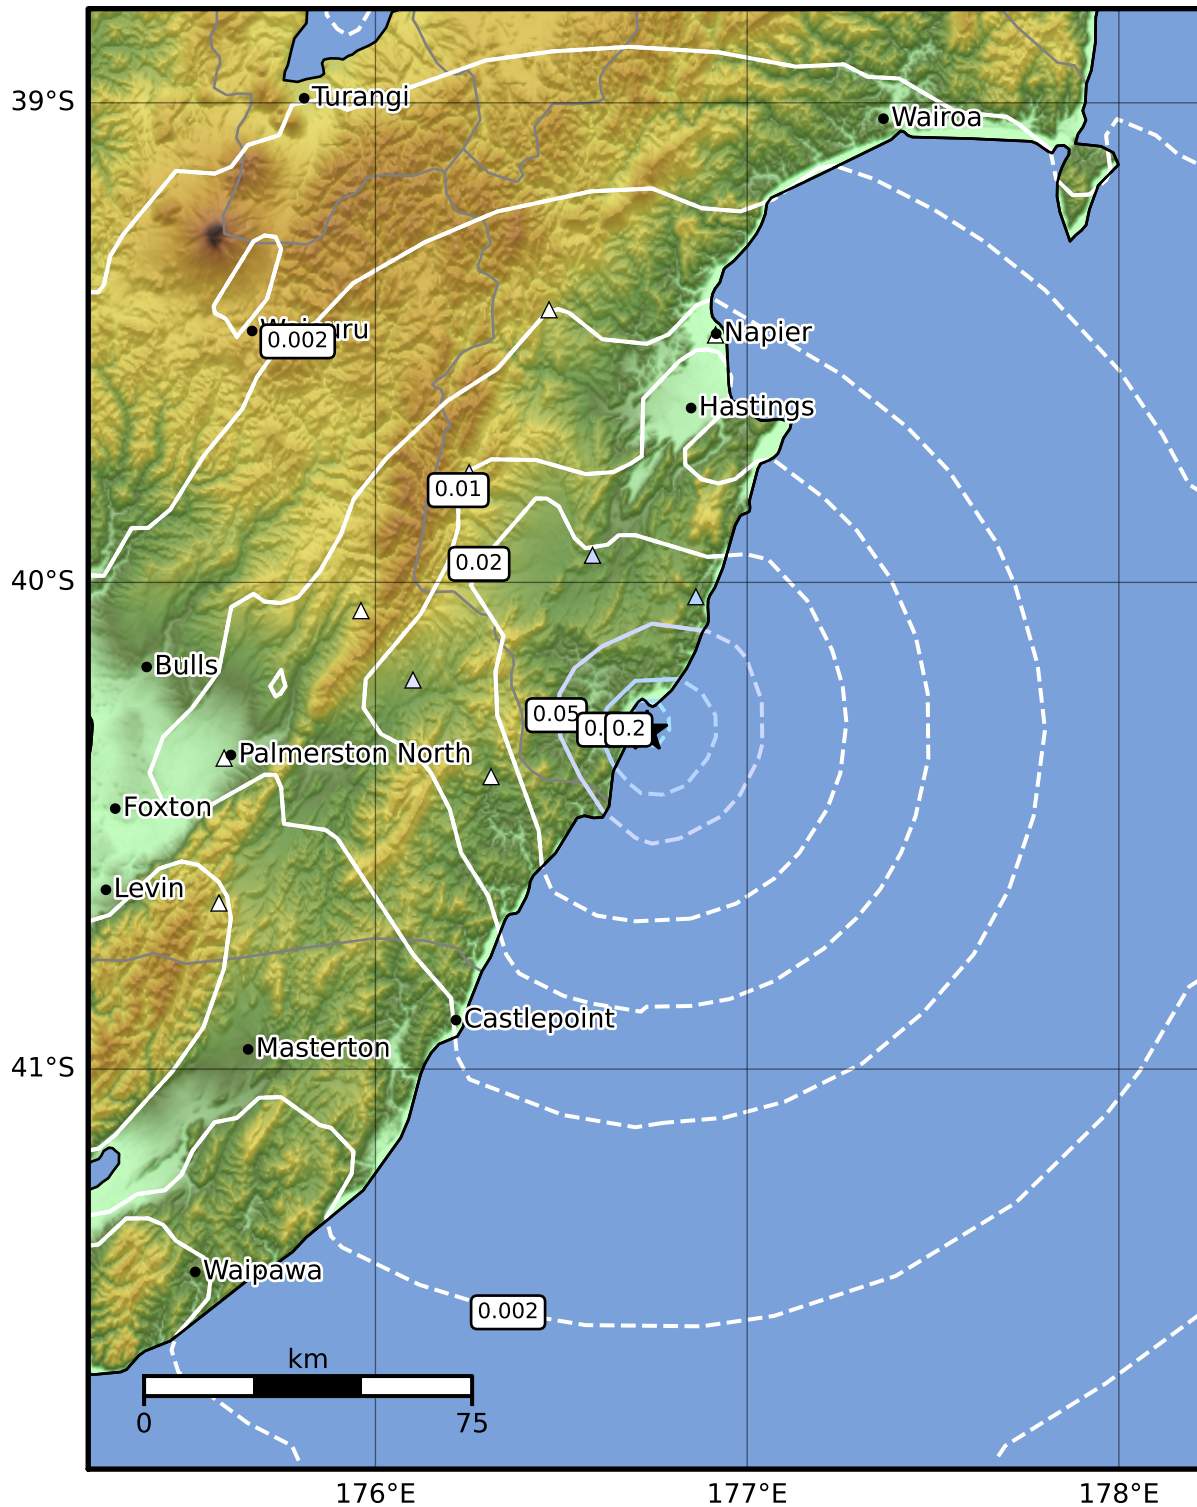 39°S
Turangi
Wairoa
0.002
Napier
Hastings
0.01
0.02
40°S
Bulls
0.05
0.2
Palmerston North
Foxton
Levin
Castlepoint
Masterton
41°S
Waipawa
0.002
km
0
75
176°E
177°E
178°E